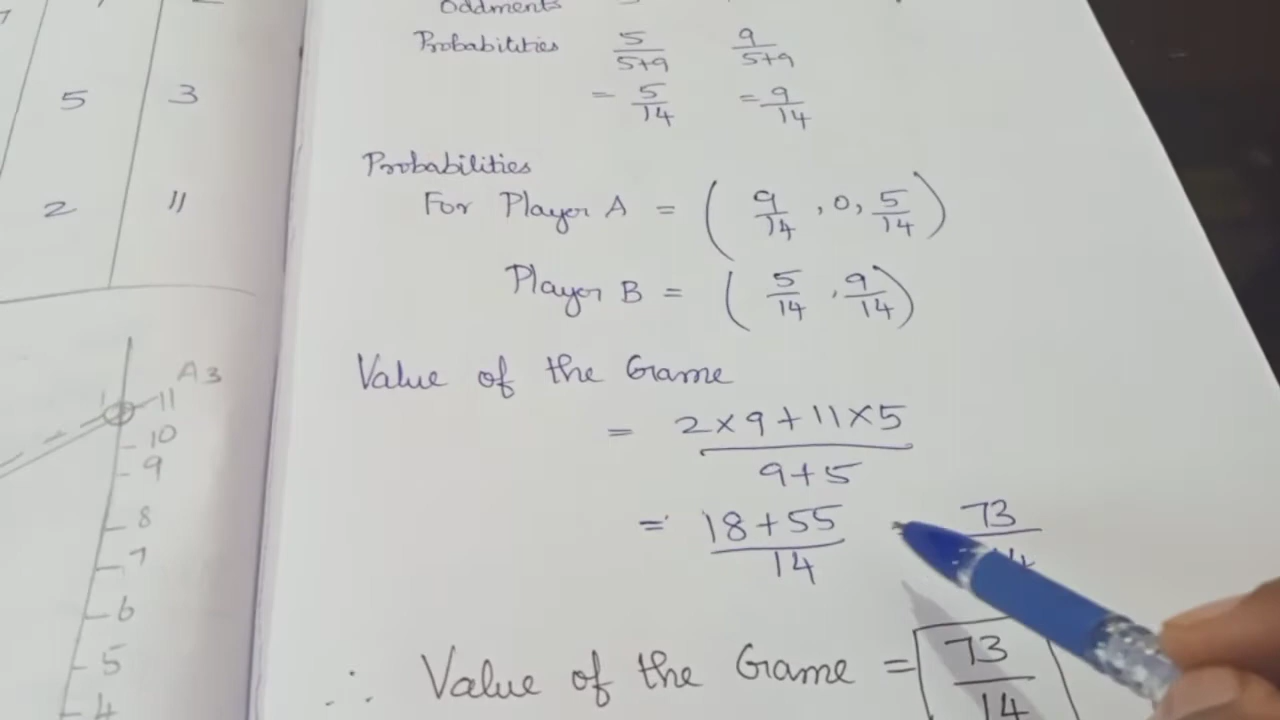 Oddments
Probabilities 5/5+9 9/5+9
= 5/14 = 9/14
5 3
2 11
Probabilities
For Player A = ( 9/14 , 0, 5/14 )
Player B = ( 5/14 , 9/14 )
Value of the Game
= 2×9+11×5 / 9+5
= 18+55 / 14 73
∴ Value of the Game = 73/14
A3
11
10
9
8
7
6
5
4